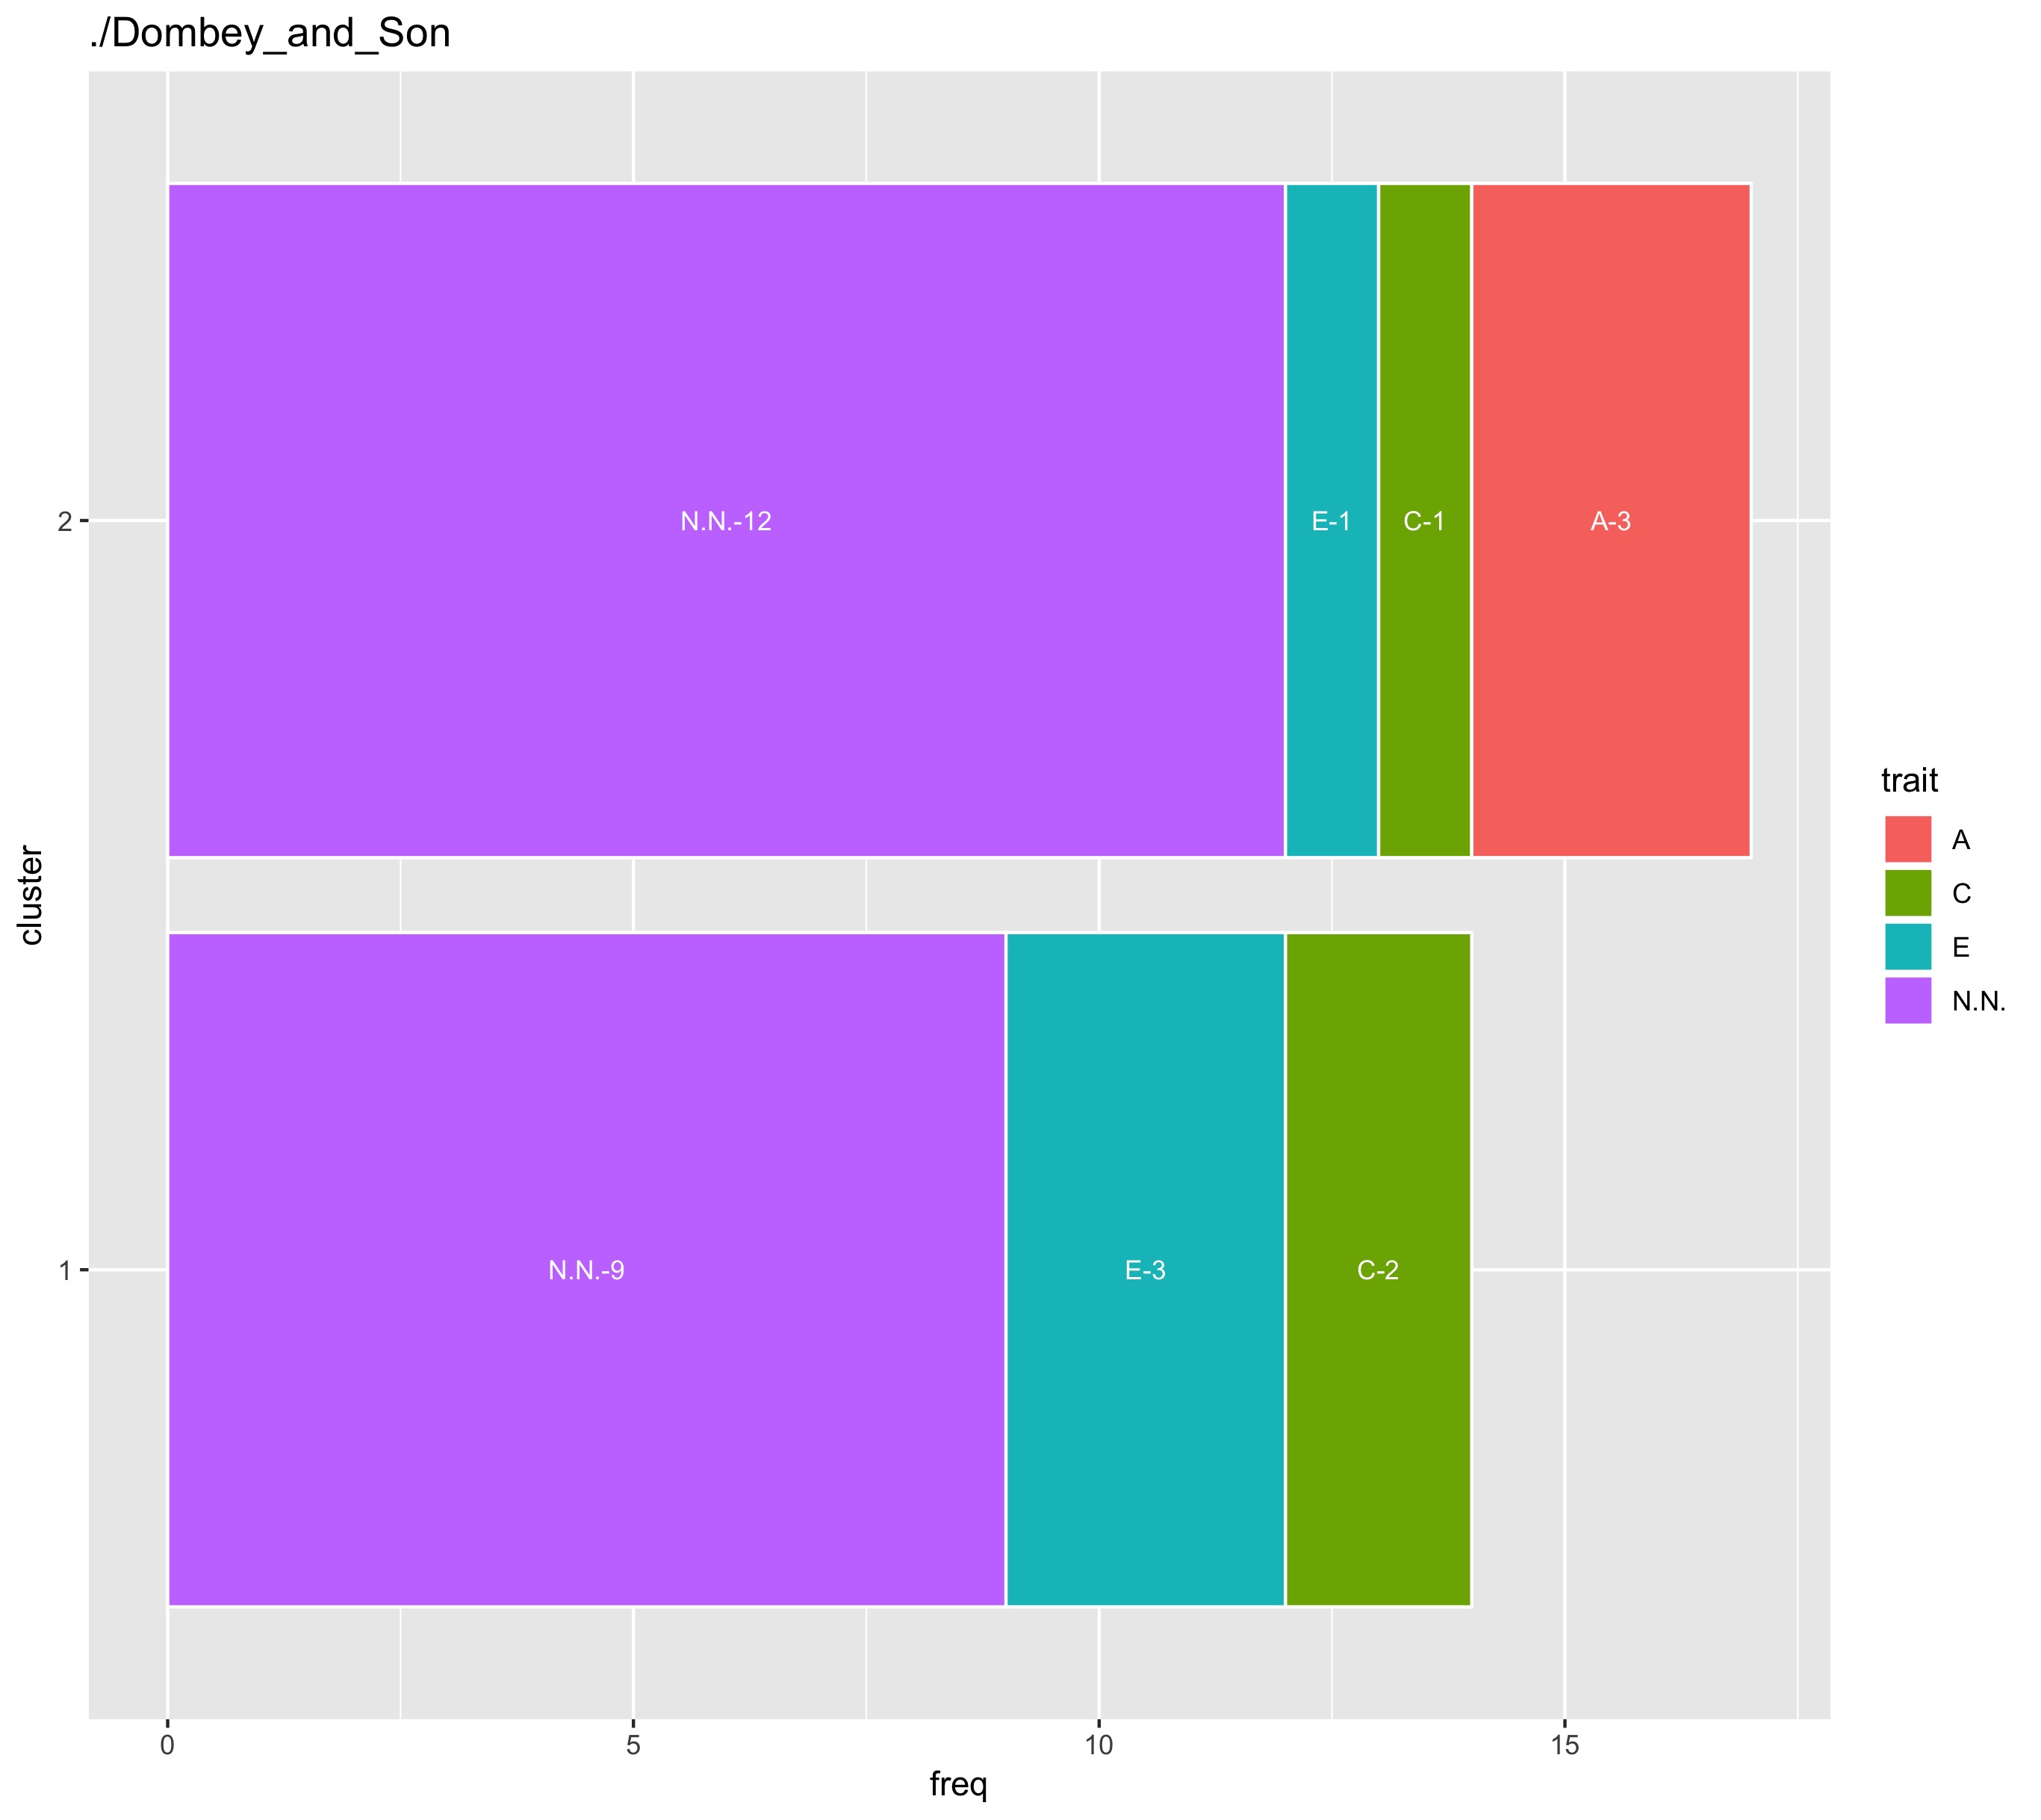 ./Dombey_and_Son
2
N.N.-12
E-1
C-1
A-3
cluster
1
N.N.-9
E-3
C-2
0
5
10
15
freq
trait
A
C
E
N.N.